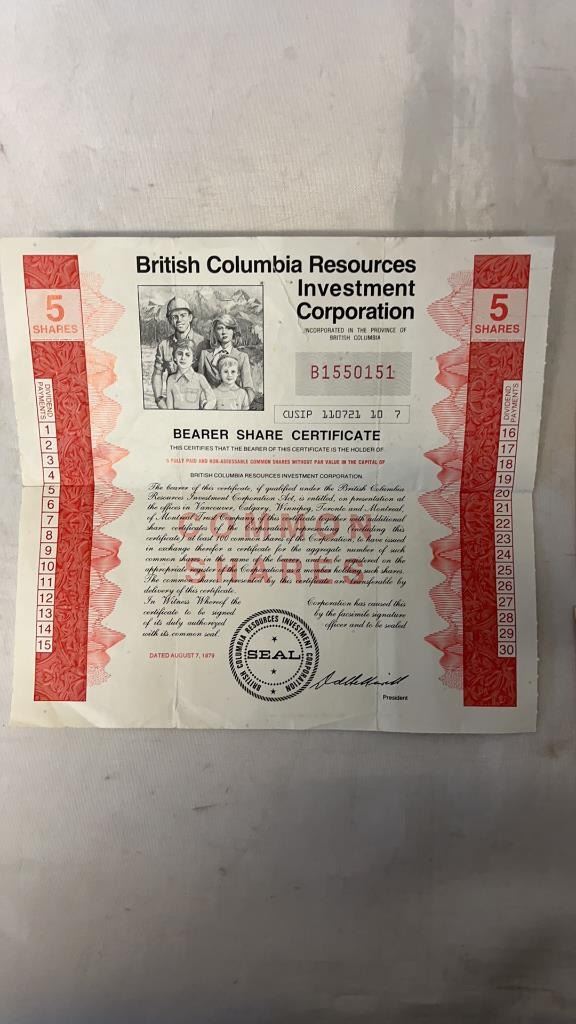 British Columbia Resources
Investment
Corporation
INCORPORATED IN THE PROVINCE OF
BRITISH COLUMBIA
5
SHARES
5
SHARES
B1550151
CUSIP 110721 10 7
BEARER SHARE CERTIFICATE
THIS CERTIFIES THAT THE BEARER OF THIS CERTIFICATE IS THE HOLDER OF
5 FULLY PAID AND NON-ASSESSABLE COMMON SHARES WITHOUT PAR VALUE IN THE CAPITAL OF
BRITISH COLUMBIA RESOURCES INVESTMENT CORPORATION
The bearer of this certificate, if qualified under the British Columbia
Resources Investment Corporation Act, is entitled, on presentation at
the offices in Vancouver, Calgary, Winnipeg, Toronto and Montreal,
of Montreal Trust Company of this certificate together with additional
share certificates of the Corporation representing (including this
certificate) at least 100 common shares of the Corporation, to have issued
in exchange therefor a certificate for the aggregate number of such
common shares in the name of the bearer, and to be registered on the
appropriate register of the Corporation as a member holding such shares.
The common shares represented by this certificate are transferable by
delivery of this certificate.
COMMON
SHARES
In Witness Whereof the Corporation has caused this
certificate to be signed by the facsimile signature
of its duly authorized officer and to be sealed
with its common seal.
DATED AUGUST 7, 1979
BRITISH COLUMBIA RESOURCES INVESTMENT CORPORATION
SEAL
President
DIVIDEND
PAYMENTS
1
2
3
4
5
6
7
8
9
10
11
12
13
14
15
DIVIDEND
PAYMENTS
16
17
18
19
20
21
22
23
24
25
26
27
28
29
30